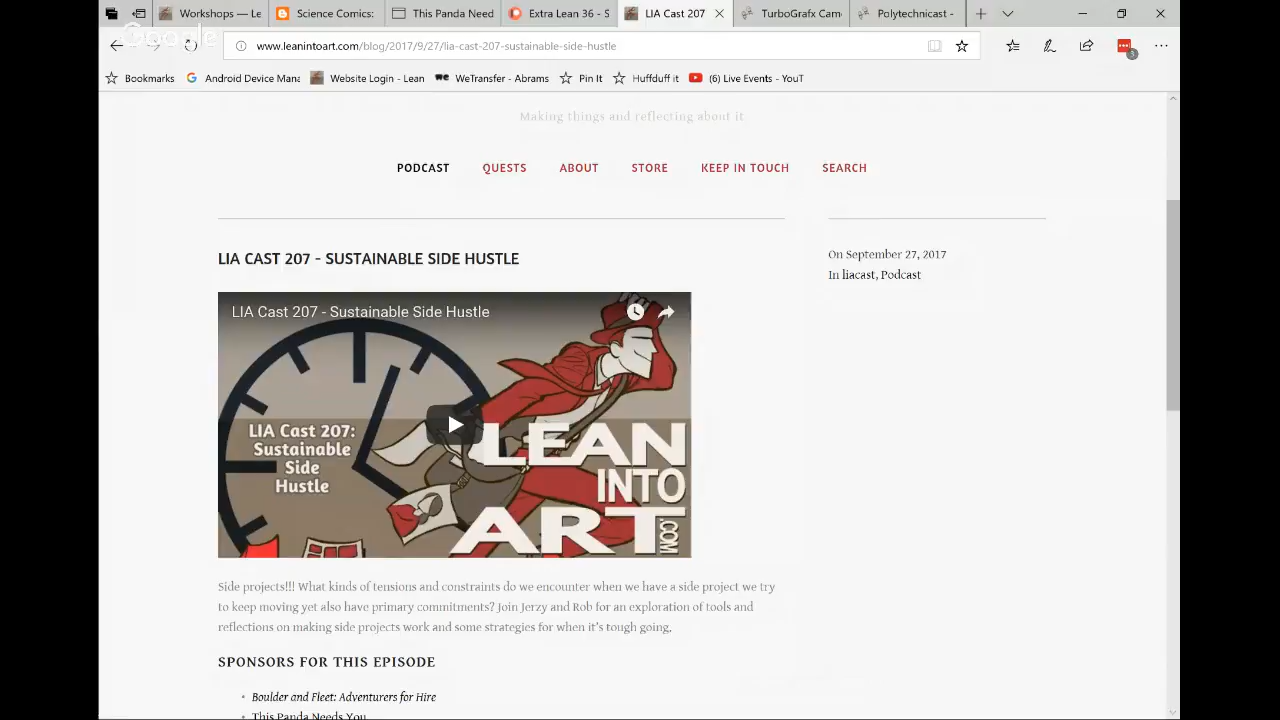 Workshops — Le
Science Comics:
This Panda Need
Extra Lean 36 - S
LIA Cast 207
TurboGrafx Can
Polytechnicast -
Google
www.leanintoart.com/blog/2017/9/27/lia-cast-207-sustainable-side-hustle
3
Bookmarks
Android Device Mana
Website Login - Lean
WeTransfer - Abrams
Pin It
Huffduff it
(6) Live Events - YouT
Making things and reflecting about it
PODCAST
QUESTS
ABOUT
STORE
KEEP IN TOUCH
SEARCH
LIA CAST 207 - SUSTAINABLE SIDE HUSTLE
On September 27, 2017
In liacast, Podcast
LIA Cast 207 - Sustainable Side Hustle
LIA Cast 207:
Sustainable
Side
Hustle
LEAN
INTO
ART
.COM
Side projects!!! What kinds of tensions and constraints do we encounter when we have a side project we try
to keep moving yet also have primary commitments? Join Jerzy and Rob for an exploration of tools and
reflections on making side projects work and some strategies for when it's tough going.
SPONSORS FOR THIS EPISODE
• Boulder and Fleet: Adventurers for Hire
• This Panda Needs You